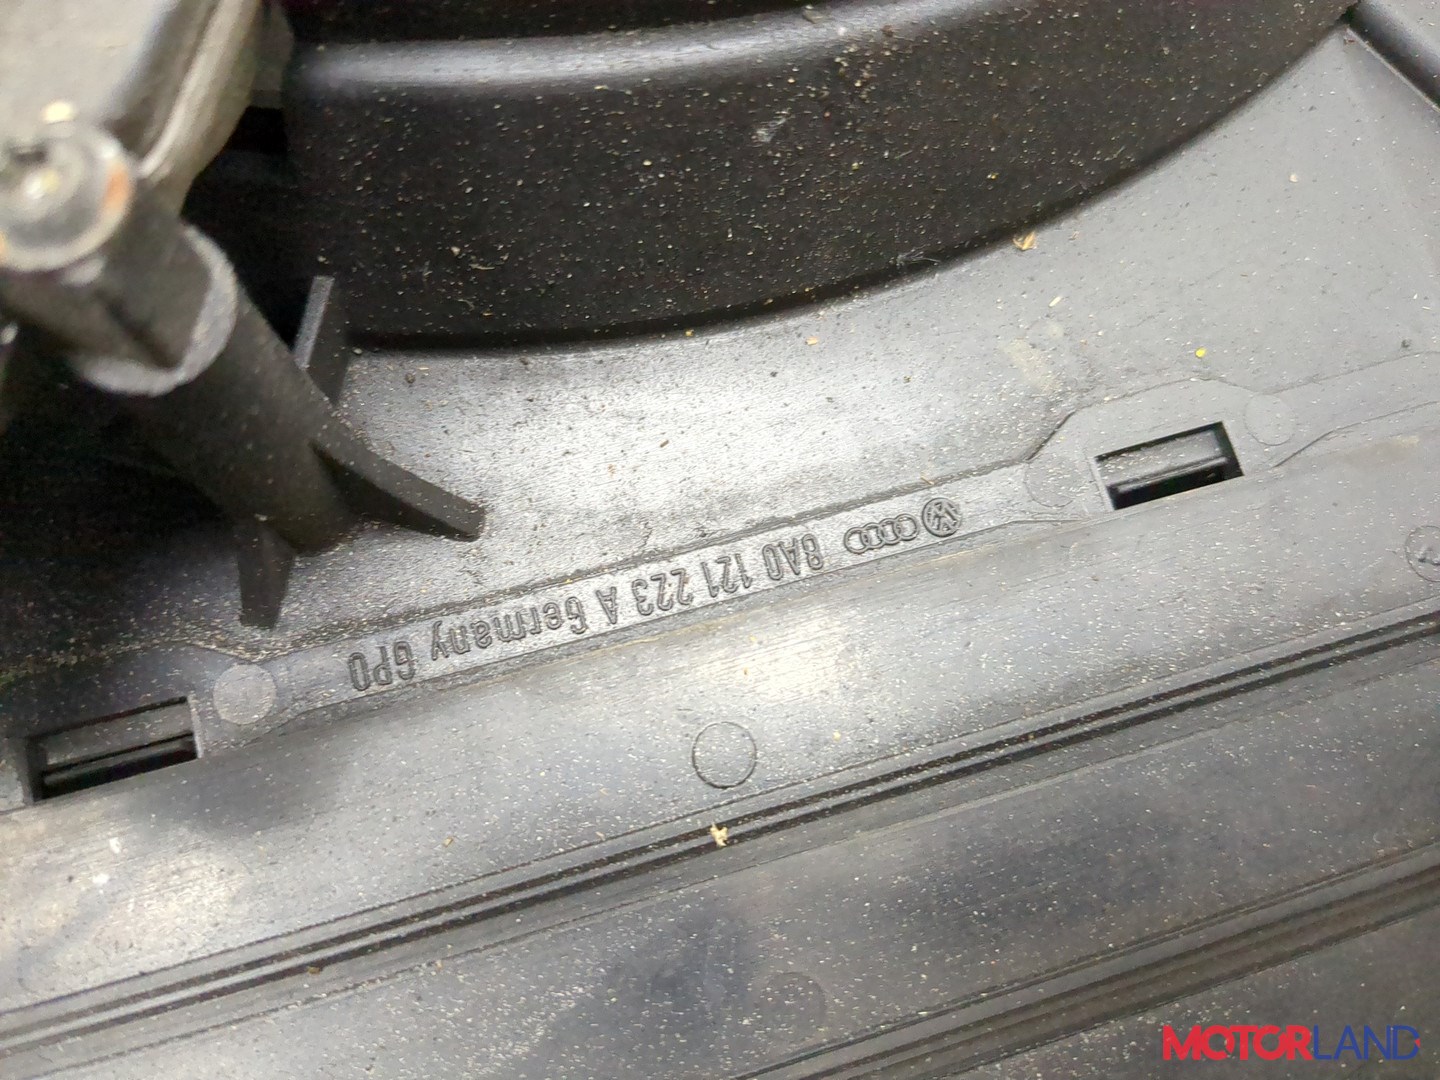 8A0 121 223 A Germany GPO
MOTORLAND